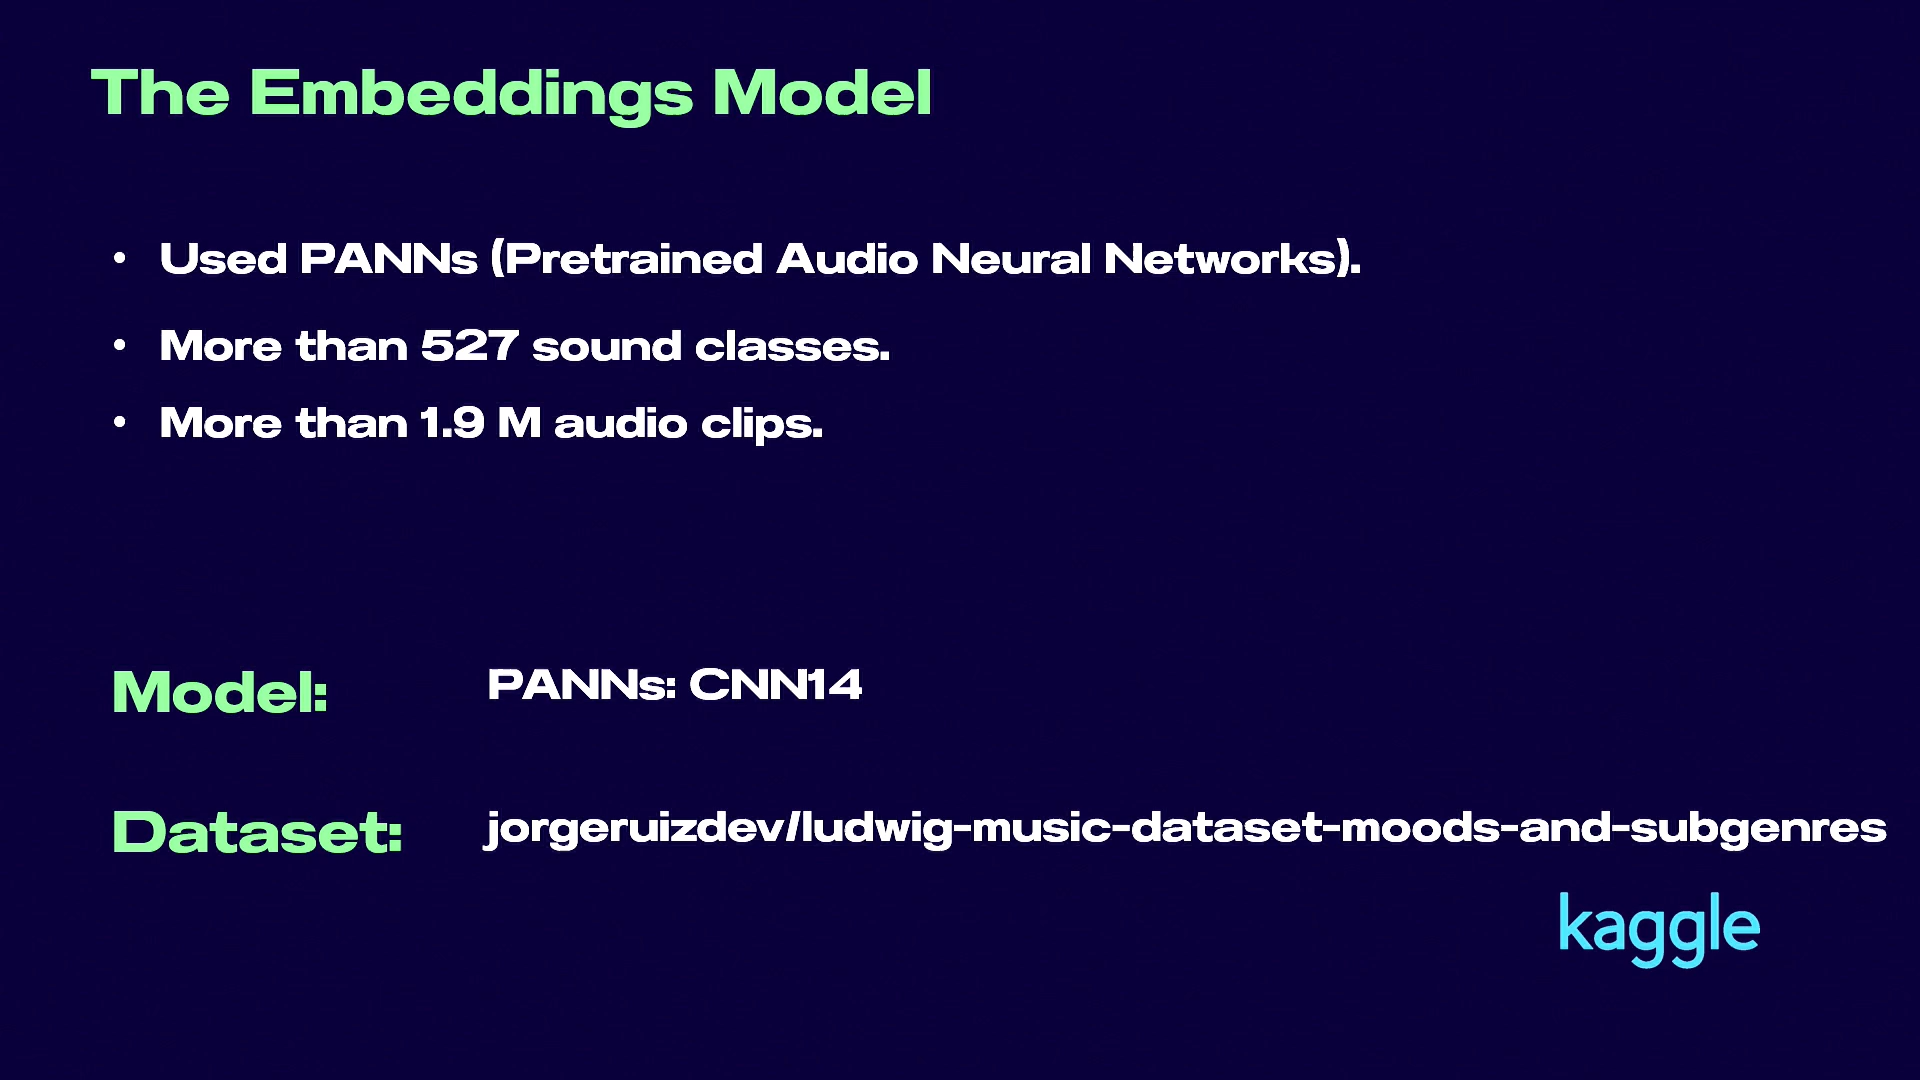 The Embeddings Model
• Used PANNs (Pretrained Audio Neural Networks).
• More than 527 sound classes.
• More than 1.9 M audio clips.
Model: PANNs: CNN14
Dataset: jorgeruizdev/ludwig-music-dataset-moods-and-subgenres
kaggle